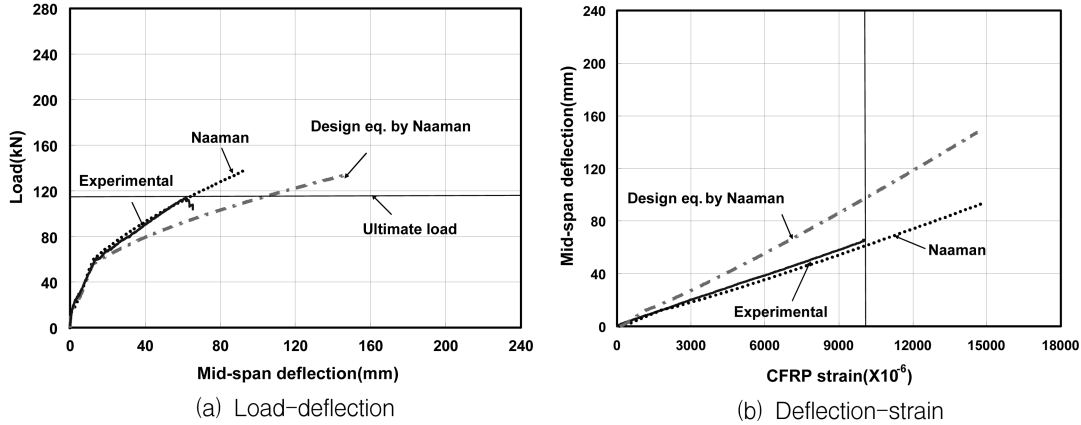 280
240
200
160
120
80
40
0
0 40 80 120 160 200 240
Load(kN)
Mid-span deflection(mm)
Design eq. by Naaman
Naaman
Experimental
Ultimate load
(a) Load-deflection
240
200
160
120
80
40
0
0 3000 6000 9000 12000 15000 18000
Mid-span deflection(mm)
CFRP strain(X10-6)
Design eq. by Naaman
Naaman
Experimental
(b) Deflection-strain